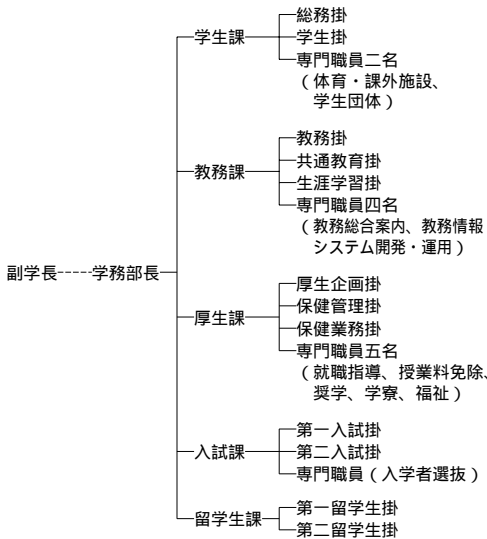 副学長
学務部長
学生課
総務掛
学生掛
専門職員二名
（体育・課外施設、
学生団体）
教務課
教務掛
共通教育掛
生涯学習掛
専門職員四名
（教務総合案内、教務情報
システム開発・運用）
厚生課
厚生企画掛
保健管理掛
保健業務掛
専門職員五名
（就職指導、授業料免除、
奨学、学寮、福祉）
入試課
第一入試掛
第二入試掛
専門職員（入学者選抜）
留学生課
第一留学生掛
第二留学生掛